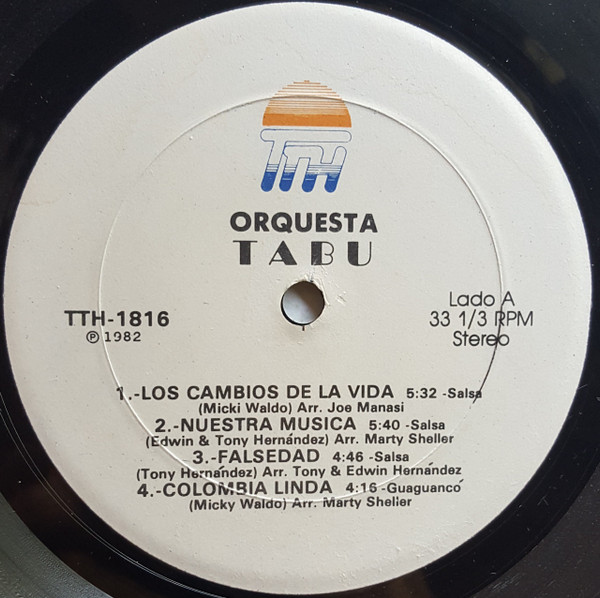 TTH
ORQUESTA
TABU
TTH-1816
℗ 1982
Lado A
33 1/3 RPM
Stereo
1.-LOS CAMBIOS DE LA VIDA 5:32 -Salsa
(Micki Waldo) Arr. Joe Manasi
2.-NUESTRA MUSICA 5:40 -Salsa
(Edwin & Tony Hernández) Arr. Marty Sheller
3.-FALSEDAD 4:46 -Salsa
(Tony Hernández) Arr. Tony & Edwin Hernández
4.-COLOMBIA LINDA 4:16 -Guaguancó
(Micky Waldo) Arr. Marty Sheller